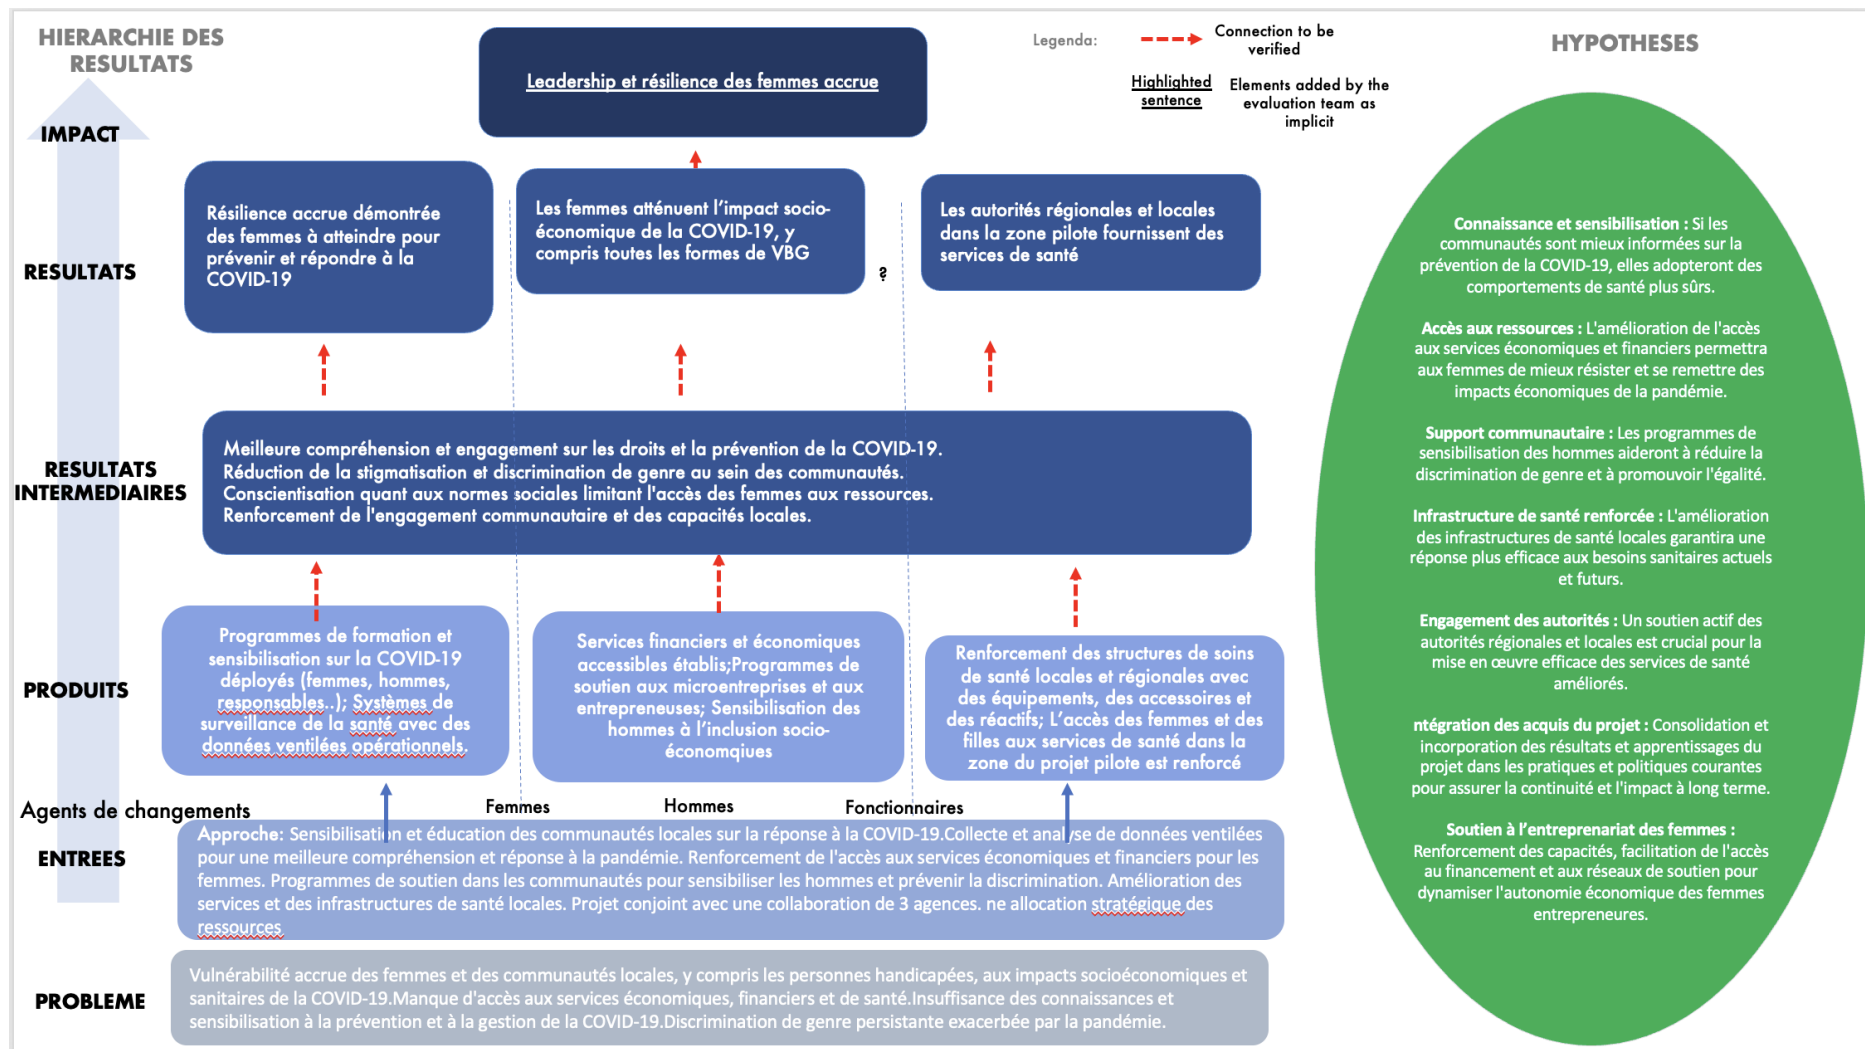 HIERARCHIE DES
RESULTATS
Leadership et résilience des femmes accrue
Legenda:
Connection to be
verified
Highlighted
sentence
Elements added by the
evaluation team as
implicit
HYPOTHESES
IMPACT
RESULTATS
Résilience accrue démontrée
des femmes à atteindre pour
prévenir et répondre à la
COVID-19
Les femmes atténuent l’impact socio-
économique de la COVID-19, y
compris toutes les formes de VBG
?
Les autorités régionales et locales
dans la zone pilote fournissent des
services de santé
RESULTATS
INTERMEDIAIRES
Meilleure compréhension et engagement sur les droits et la prévention de la COVID-19.
Réduction de la stigmatisation et discrimination de genre au sein des communautés.
Conscientisation quant aux normes sociales limitant l'accès des femmes aux ressources.
Renforcement de l'engagement communautaire et des capacités locales.
PRODUITS
Programmes de formation et
sensibilisation sur la COVID-19
déployés (femmes, hommes,
responsables..); Systèmes de
surveillance de la santé avec des
données ventilées opérationnels.
Services financiers et économiques
accessibles établis;Programmes de
soutien aux microentreprises et aux
entrepreneuses; Sensibilisation des
hommes à l’inclusion socio-
économqiues
Renforcement des structures de soins
de santé locales et régionales avec
des équipements, des accessoires et
des réactifs; L’accès des femmes et des
filles aux services de santé dans la
zone du projet pilote est renforcé
Agents de changements
Femmes
Hommes
Fonctionnaires
ENTREES
Approche: Sensibilisation et éducation des communautés locales sur la réponse à la COVID-19.Collecte et analyse de données ventilées
pour une meilleure compréhension et réponse à la pandémie. Renforcement de l'accès aux services économiques et financiers pour les
femmes. Programmes de soutien dans les communautés pour sensibiliser les hommes et prévenir la discrimination. Amélioration des
services et des infrastructures de santé locales. Projet conjoint avec une collaboration de 3 agences. ne allocation stratégique des
ressources
PROBLEME
Vulnérabilité accrue des femmes et des communautés locales, y compris les personnes handicapées, aux impacts socioéconomiques et
sanitaires de la COVID-19.Manque d'accès aux services économiques, financiers et de santé.Insuffisance des connaissances et
sensibilisation à la prévention et à la gestion de la COVID-19.Discrimination de genre persistante exacerbée par la pandémie.
Connaissance et sensibilisation : Si les
communautés sont mieux informées sur la
prévention de la COVID-19, elles adopteront des
comportements de santé plus sûrs.
Accès aux ressources : L'amélioration de l'accès
aux services économiques et financiers permettra
aux femmes de mieux résister et se remettre des
impacts économiques de la pandémie.
Support communautaire : Les programmes de
sensibilisation des hommes aideront à réduire la
discrimination de genre et à promouvoir l'égalité.
Infrastructure de santé renforcée : L'amélioration
des infrastructures de santé locales garantira une
réponse plus efficace aux besoins sanitaires actuels
et futurs.
Engagement des autorités : Un soutien actif des
autorités régionales et locales est crucial pour la
mise en œuvre efficace des services de santé
améliorés.
ntégration des acquis du projet : Consolidation et
incorporation des résultats et apprentissages du
projet dans les pratiques et politiques courantes
pour assurer la continuité et l'impact à long terme.
Soutien à l’entreprenariat des femmes :
Renforcement des capacités, facilitation de l'accès
au financement et aux réseaux de soutien pour
dynamiser l'autonomie économique des femmes
entrepreneures.